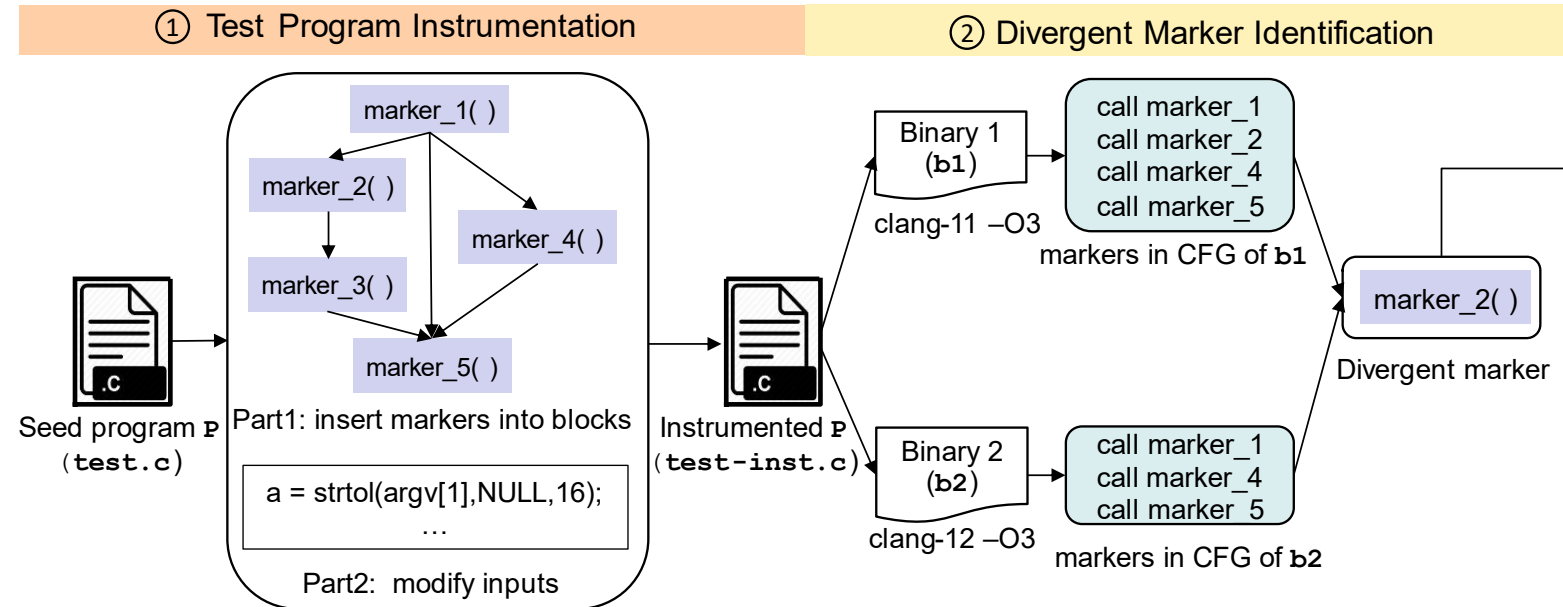 ① Test Program Instrumentation
② Divergent Marker Identification
marker_1( )
marker_2( )
marker_4( )
marker_3( )
marker_5( )
Part1: insert markers into blocks
a = strtol(argv[1],NULL,16);
…
Part2: modify inputs
.C
Seed program P
(test.c)
.C
Instrumented P
(test-inst.c)
Binary 1
(b1)
clang-11 –O3
call marker_1
call marker_2
call marker_4
call marker_5
markers in CFG of b1
Binary 2
(b2)
clang-12 –O3
call marker_1
call marker_4
call marker_5
markers in CFG of b2
marker_2( )
Divergent marker